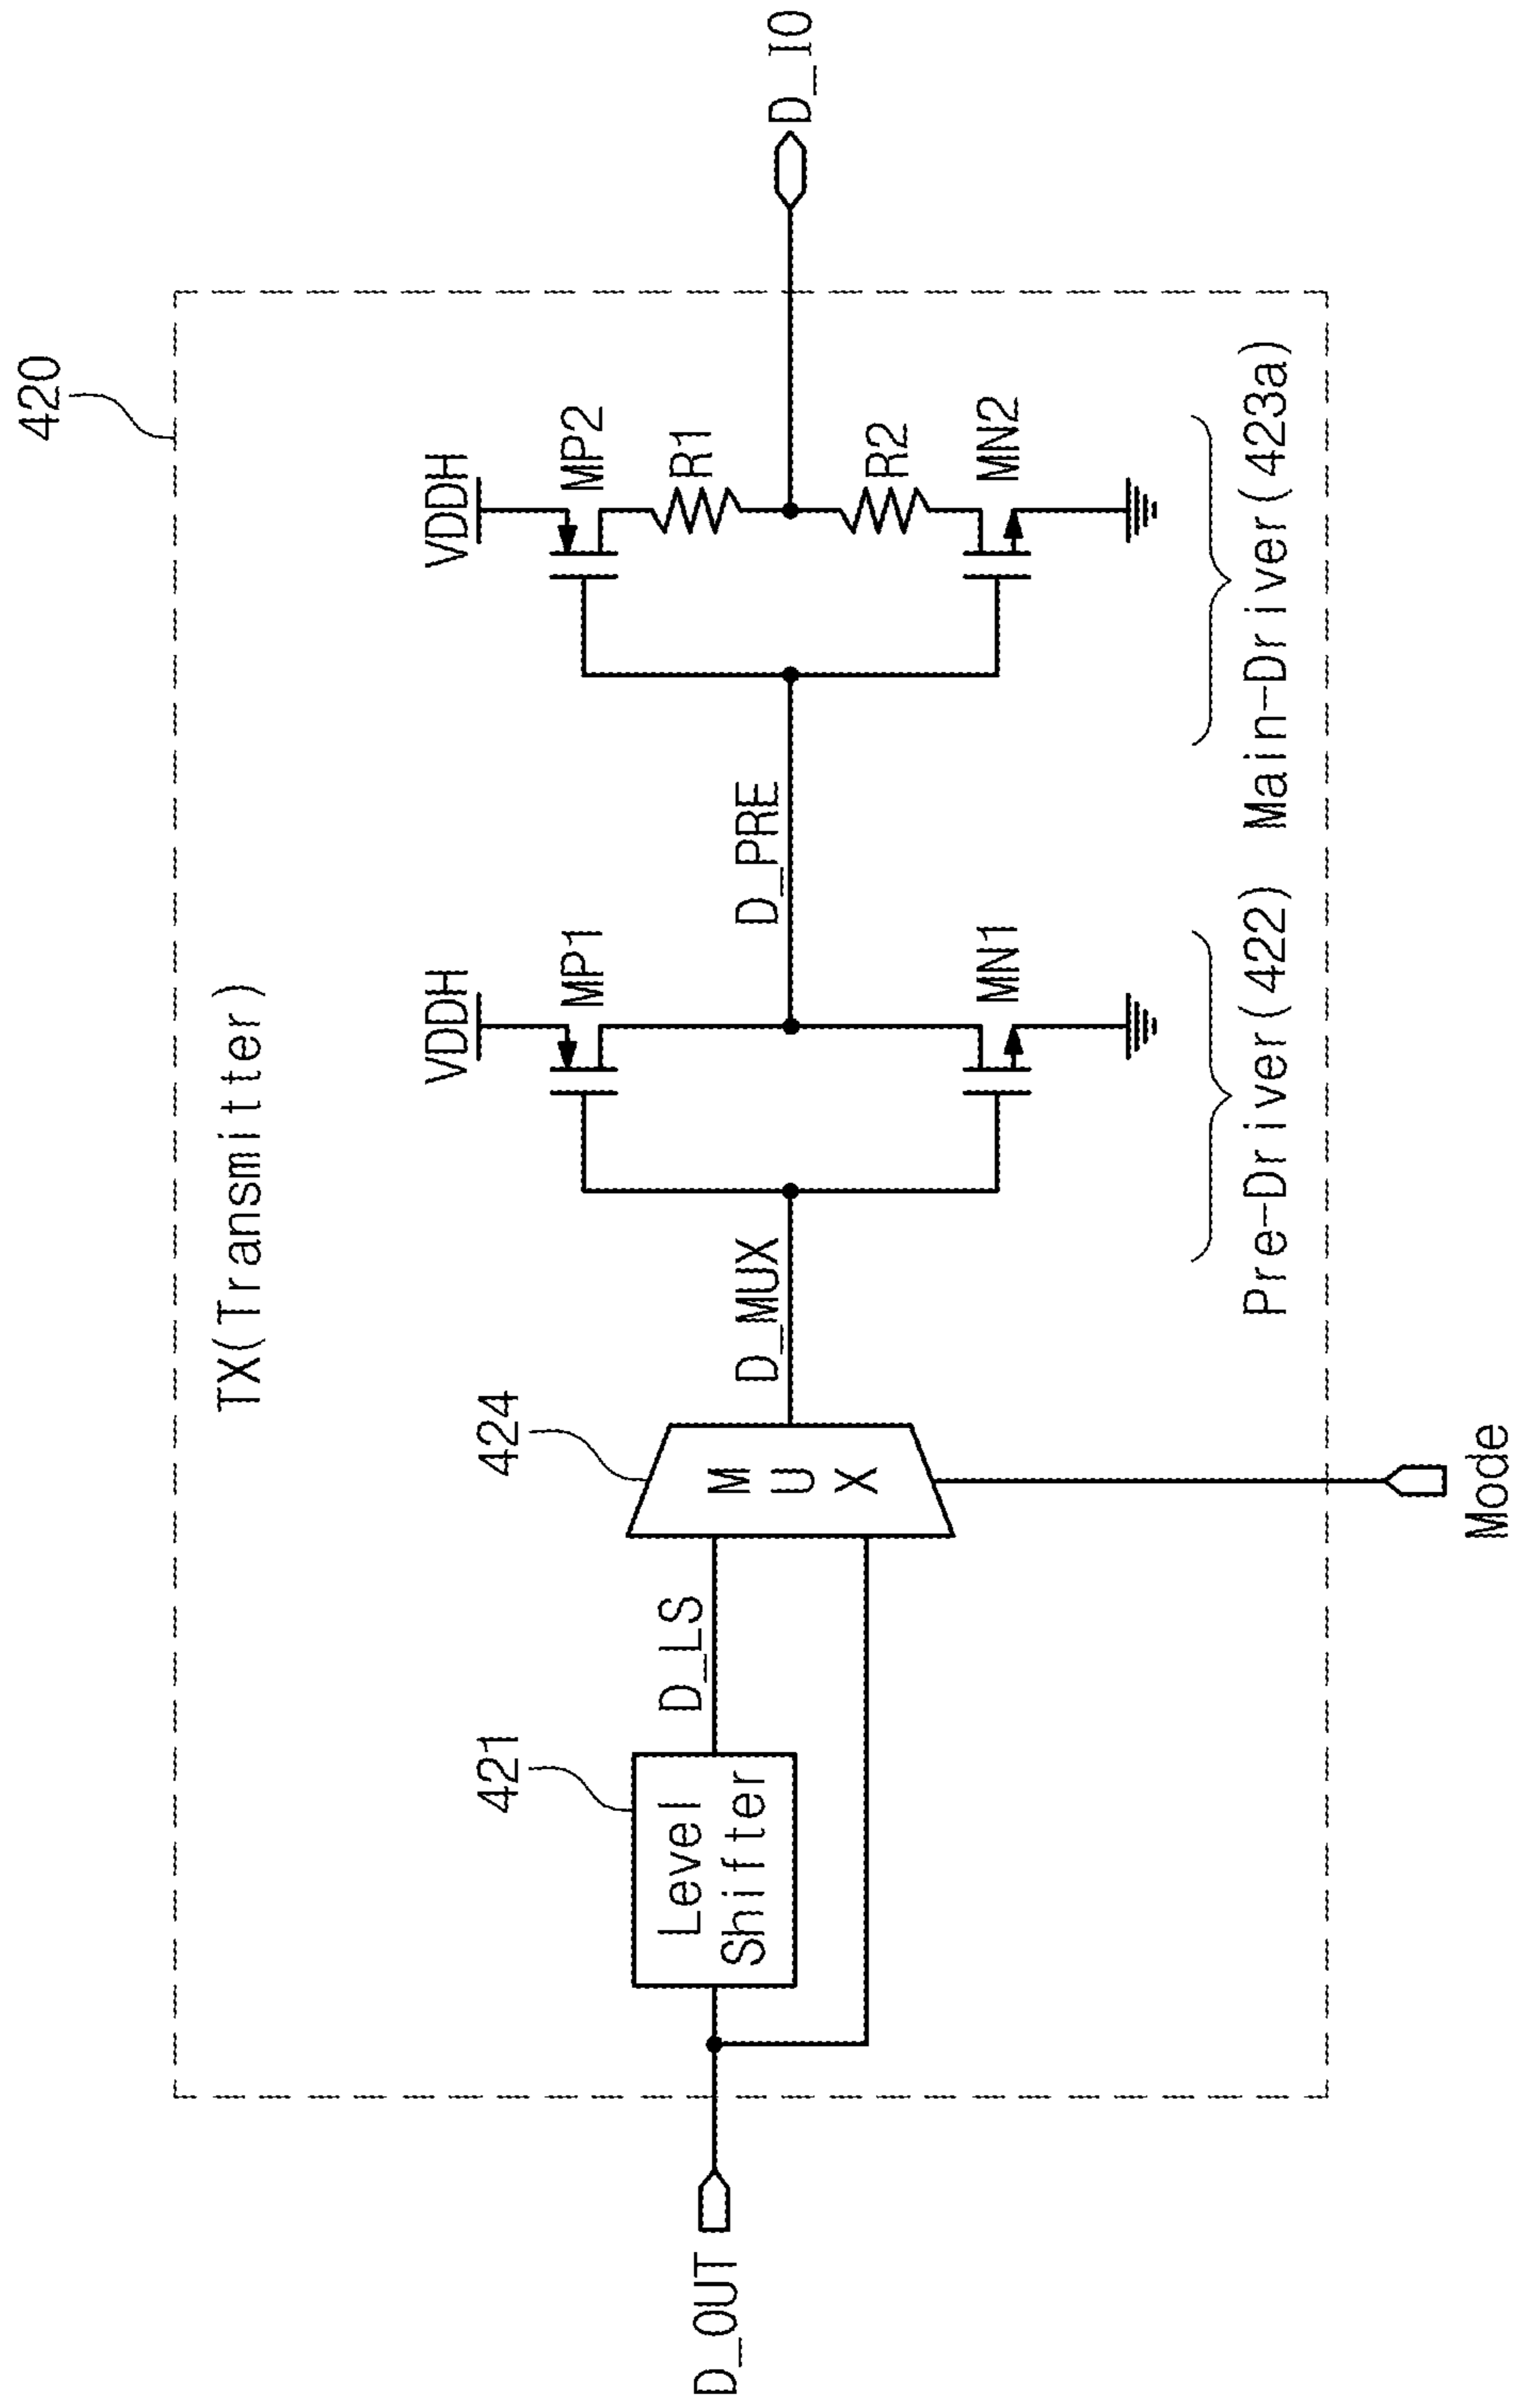 420
TX(Transmitter)
VDDH
VDDH
MP1
MP2
R1
R2
MN1
MN2
421
Level
Shifter
D_LS
424
M
U
X
D_MUX
D_PRE
D_OUT
D_IO
Pre-Driver(422)
Main-Driver(423a)
Mode